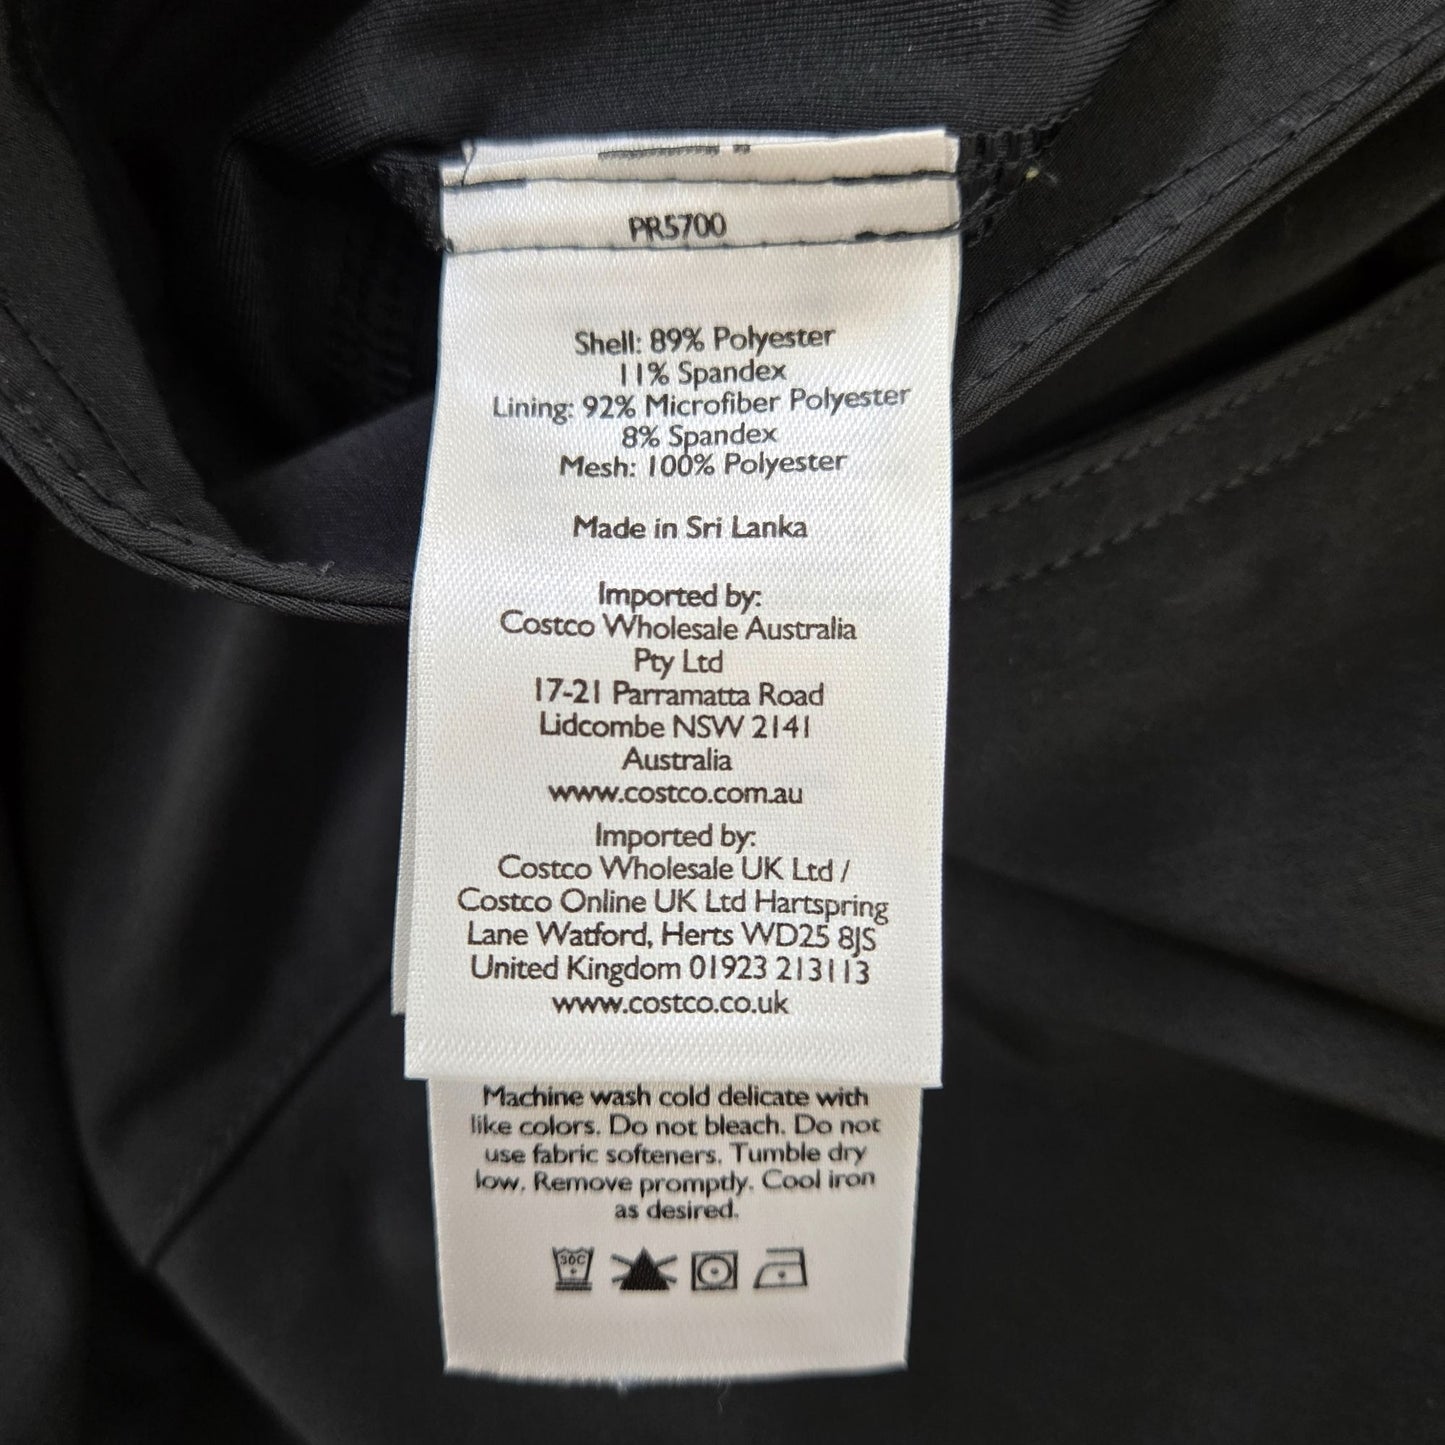 PR5700
Shell: 89% Polyester
11% Spandex
Lining: 92% Microfiber Polyester
8% Spandex
Mesh: 100% Polyester
Made in Sri Lanka
Imported by:
Costco Wholesale Australia
Pty Ltd
17-21 Parramatta Road
Lidcombe NSW 2141
Australia
www.costco.com.au
Imported by:
Costco Wholesale UK Ltd /
Costco Online UK Ltd Hartspring
Lane Watford, Herts WD25 8JS
United Kingdom 01923 213113
www.costco.co.uk
Machine wash cold delicate with
like colors. Do not bleach. Do not
use fabric softeners. Tumble dry
low. Remove promptly. Cool iron
as desired.
30C